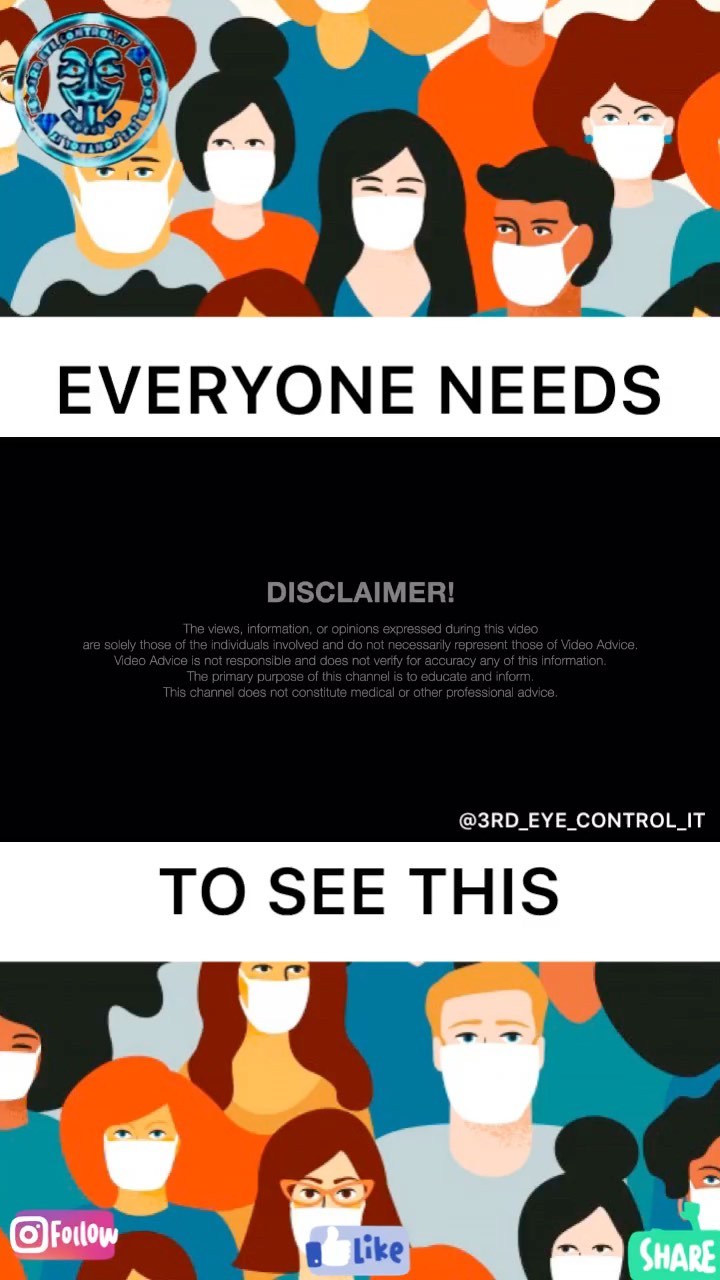 EVERYONE NEEDS
DISCLAIMER!
The views, information, or opinions expressed during this video
are solely those of the individuals involved and do not necessarily represent those of Video Advice.
Video Advice is not responsible and does not verify for accuracy any of this information.
The primary purpose of this channel is to educate and inform.
This channel does not constitute medical or other professional advice.
@3RD_EYE_CONTROL_IT
TO SEE THIS
Follow
Like
SHARE